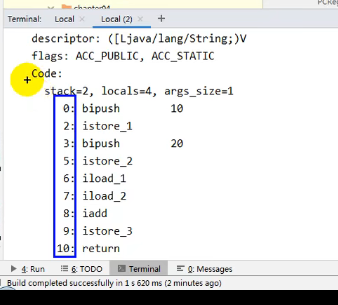 chapter04
PCRe
Terminal: Local × Local (2) × +
descriptor: ([Ljava/lang/String;)V
flags: ACC_PUBLIC, ACC_STATIC
Code:
stack=2, locals=4, args_size=1
0: bipush 10
2: istore_1
3: bipush 20
5: istore_2
6: iload_1
7: iload_2
8: iadd
9: istore_3
10: return
4: Run 6: TODO Terminal 0: Messages
Build completed successfully in 1 s 620 ms (2 minutes ago)